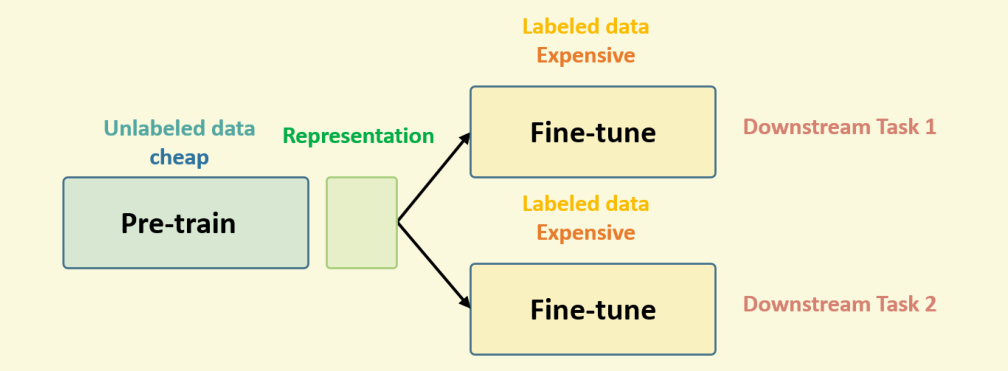 Labeled data
Expensive
Fine-tune
Downstream Task 1
Unlabeled data
cheap
Representation
Pre-train
Labeled data
Expensive
Fine-tune
Downstream Task 2